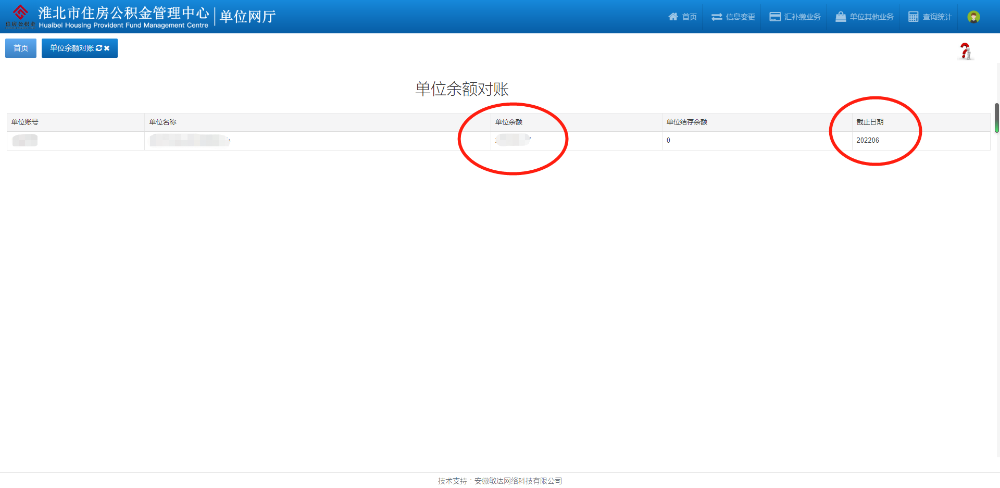 淮北市住房公积金管理中心
Huaibei Housing Provident Fund Management Centre
单位网厅
住房公积金
首页 信息变更 汇补缴业务 单位其他业务 查询统计
首页 单位余额对账
单位余额对账
单位账号 单位名称 单位余额 单位结存余额 截止日期
0 202206
技术支持：安徽敏达网络科技有限公司